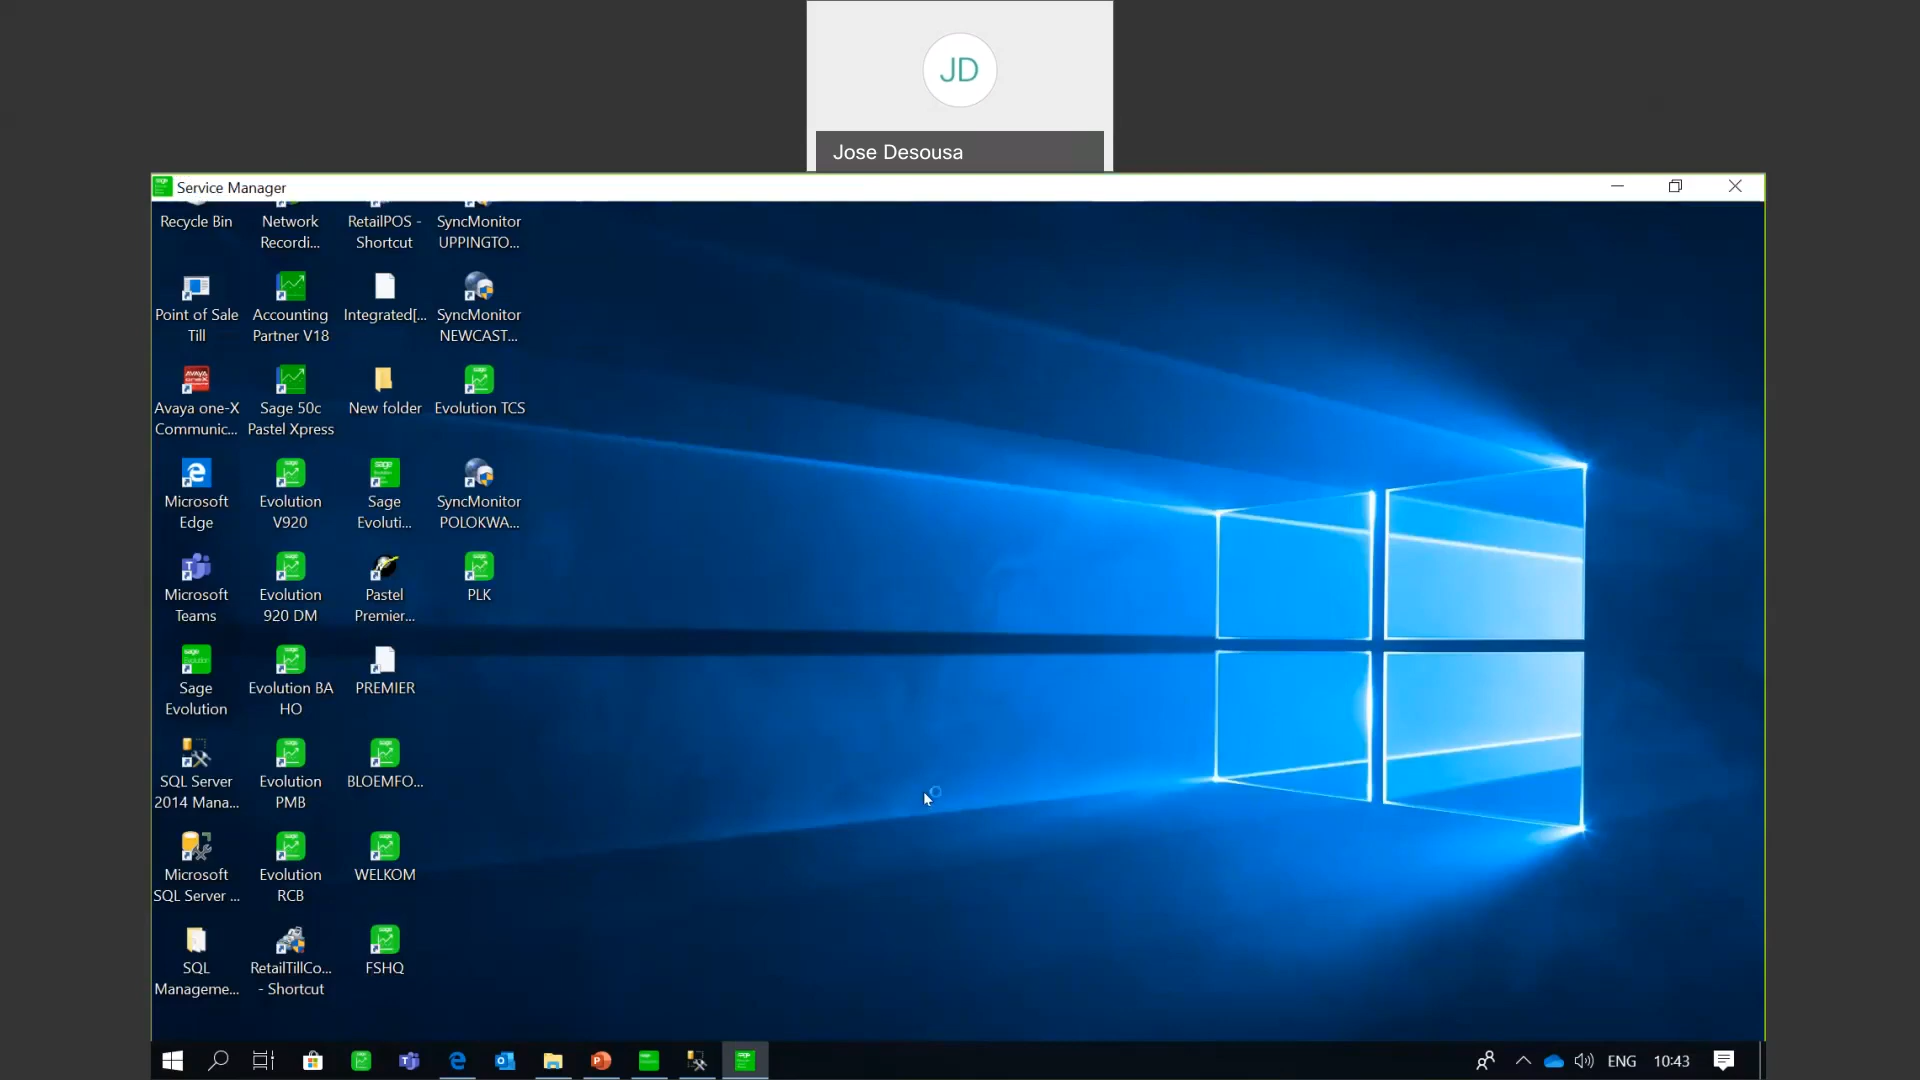 JD
Jose Desousa
Service Manager
Recycle Bin
Network
Recordi...
RetailPOS -
Shortcut
SyncMonitor
UPPINGTO...
Point of Sale
Till
Accounting
Partner V18
Integrated[...
SyncMonitor
NEWCAST...
Avaya one-X
Communic...
Sage 50c
Pastel Xpress
New folder
Evolution TCS
Microsoft
Edge
Evolution
V920
Sage
Evoluti...
SyncMonitor
POLOKWA...
Microsoft
Teams
Evolution
920 DM
Pastel
Premier...
PLK
Sage
Evolution
Evolution BA
HO
PREMIER
SQL Server
2014 Mana...
Evolution
PMB
BLOEMFO...
Microsoft
SQL Server ...
Evolution
RCB
WELKOM
SQL
Manageme...
RetailTillCo...
- Shortcut
FSHQ
ENG
10:43